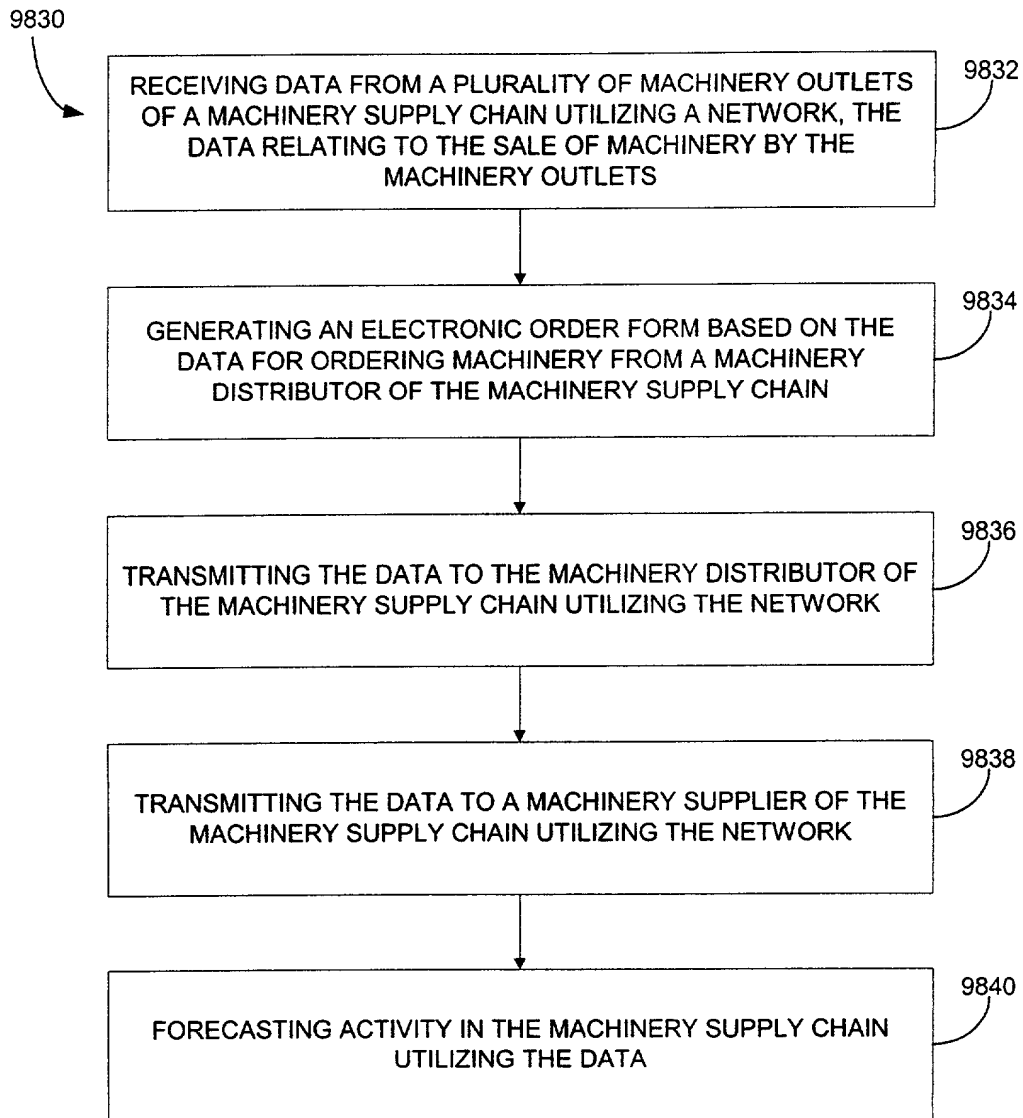 9830
9832
RECEIVING DATA FROM A PLURALITY OF MACHINERY OUTLETS
OF A MACHINERY SUPPLY CHAIN UTILIZING A NETWORK, THE
DATA RELATING TO THE SALE OF MACHINERY BY THE
MACHINERY OUTLETS
9834
GENERATING AN ELECTRONIC ORDER FORM BASED ON THE
DATA FOR ORDERING MACHINERY FROM A MACHINERY
DISTRIBUTOR OF THE MACHINERY SUPPLY CHAIN
9836
TRANSMITTING THE DATA TO THE MACHINERY DISTRIBUTOR OF
THE MACHINERY SUPPLY CHAIN UTILIZING THE NETWORK
9838
TRANSMITTING THE DATA TO A MACHINERY SUPPLIER OF THE
MACHINERY SUPPLY CHAIN UTILIZING THE NETWORK
9840
FORECASTING ACTIVITY IN THE MACHINERY SUPPLY CHAIN
UTILIZING THE DATA